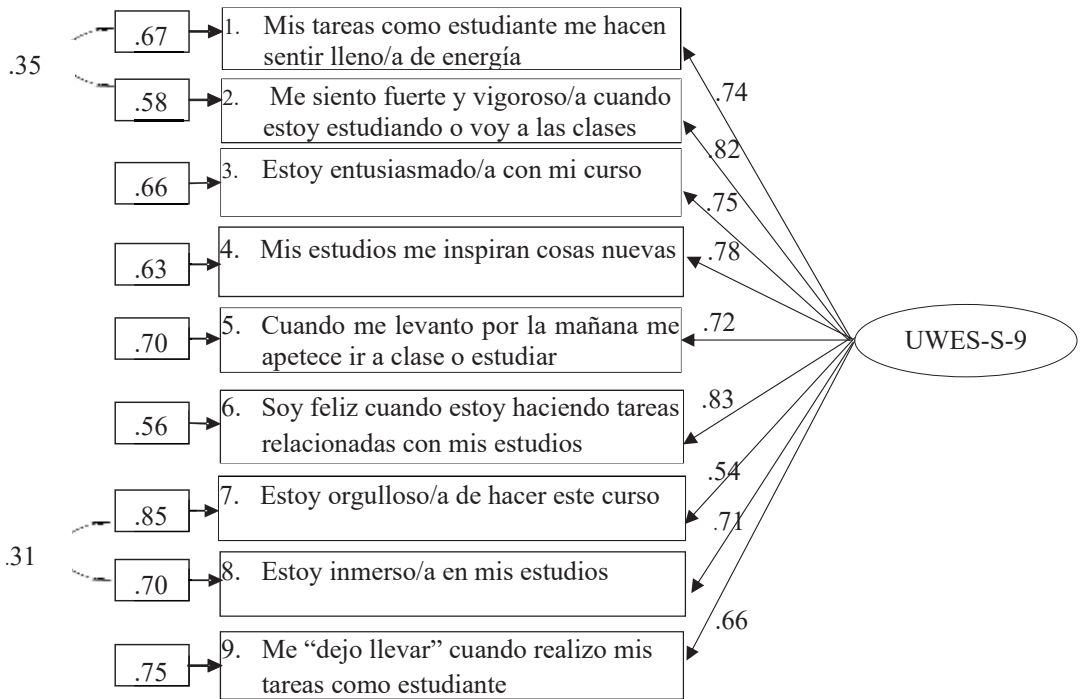 .67
1. Mis tareas como estudiante me hacen
sentir lleno/a de energía
.35
.74
.58
2. Me siento fuerte y vigoroso/a cuando
estoy estudiando o voy a las clases
.82
.66
3. Estoy entusiasmado/a con mi curso
.75
.63
4. Mis estudios me inspiran cosas nuevas
.78
.70
5. Cuando me levanto por la mañana me
apetece ir a clase o estudiar
.72
UWES-S-9
.56
6. Soy feliz cuando estoy haciendo tareas
relacionadas con mis estudios
.83
.85
7. Estoy orgulloso/a de hacer este curso
.54
.31
.70
8. Estoy inmerso/a en mis estudios
.71
.75
9. Me “dejo llevar” cuando realizo mis
tareas como estudiante
.66